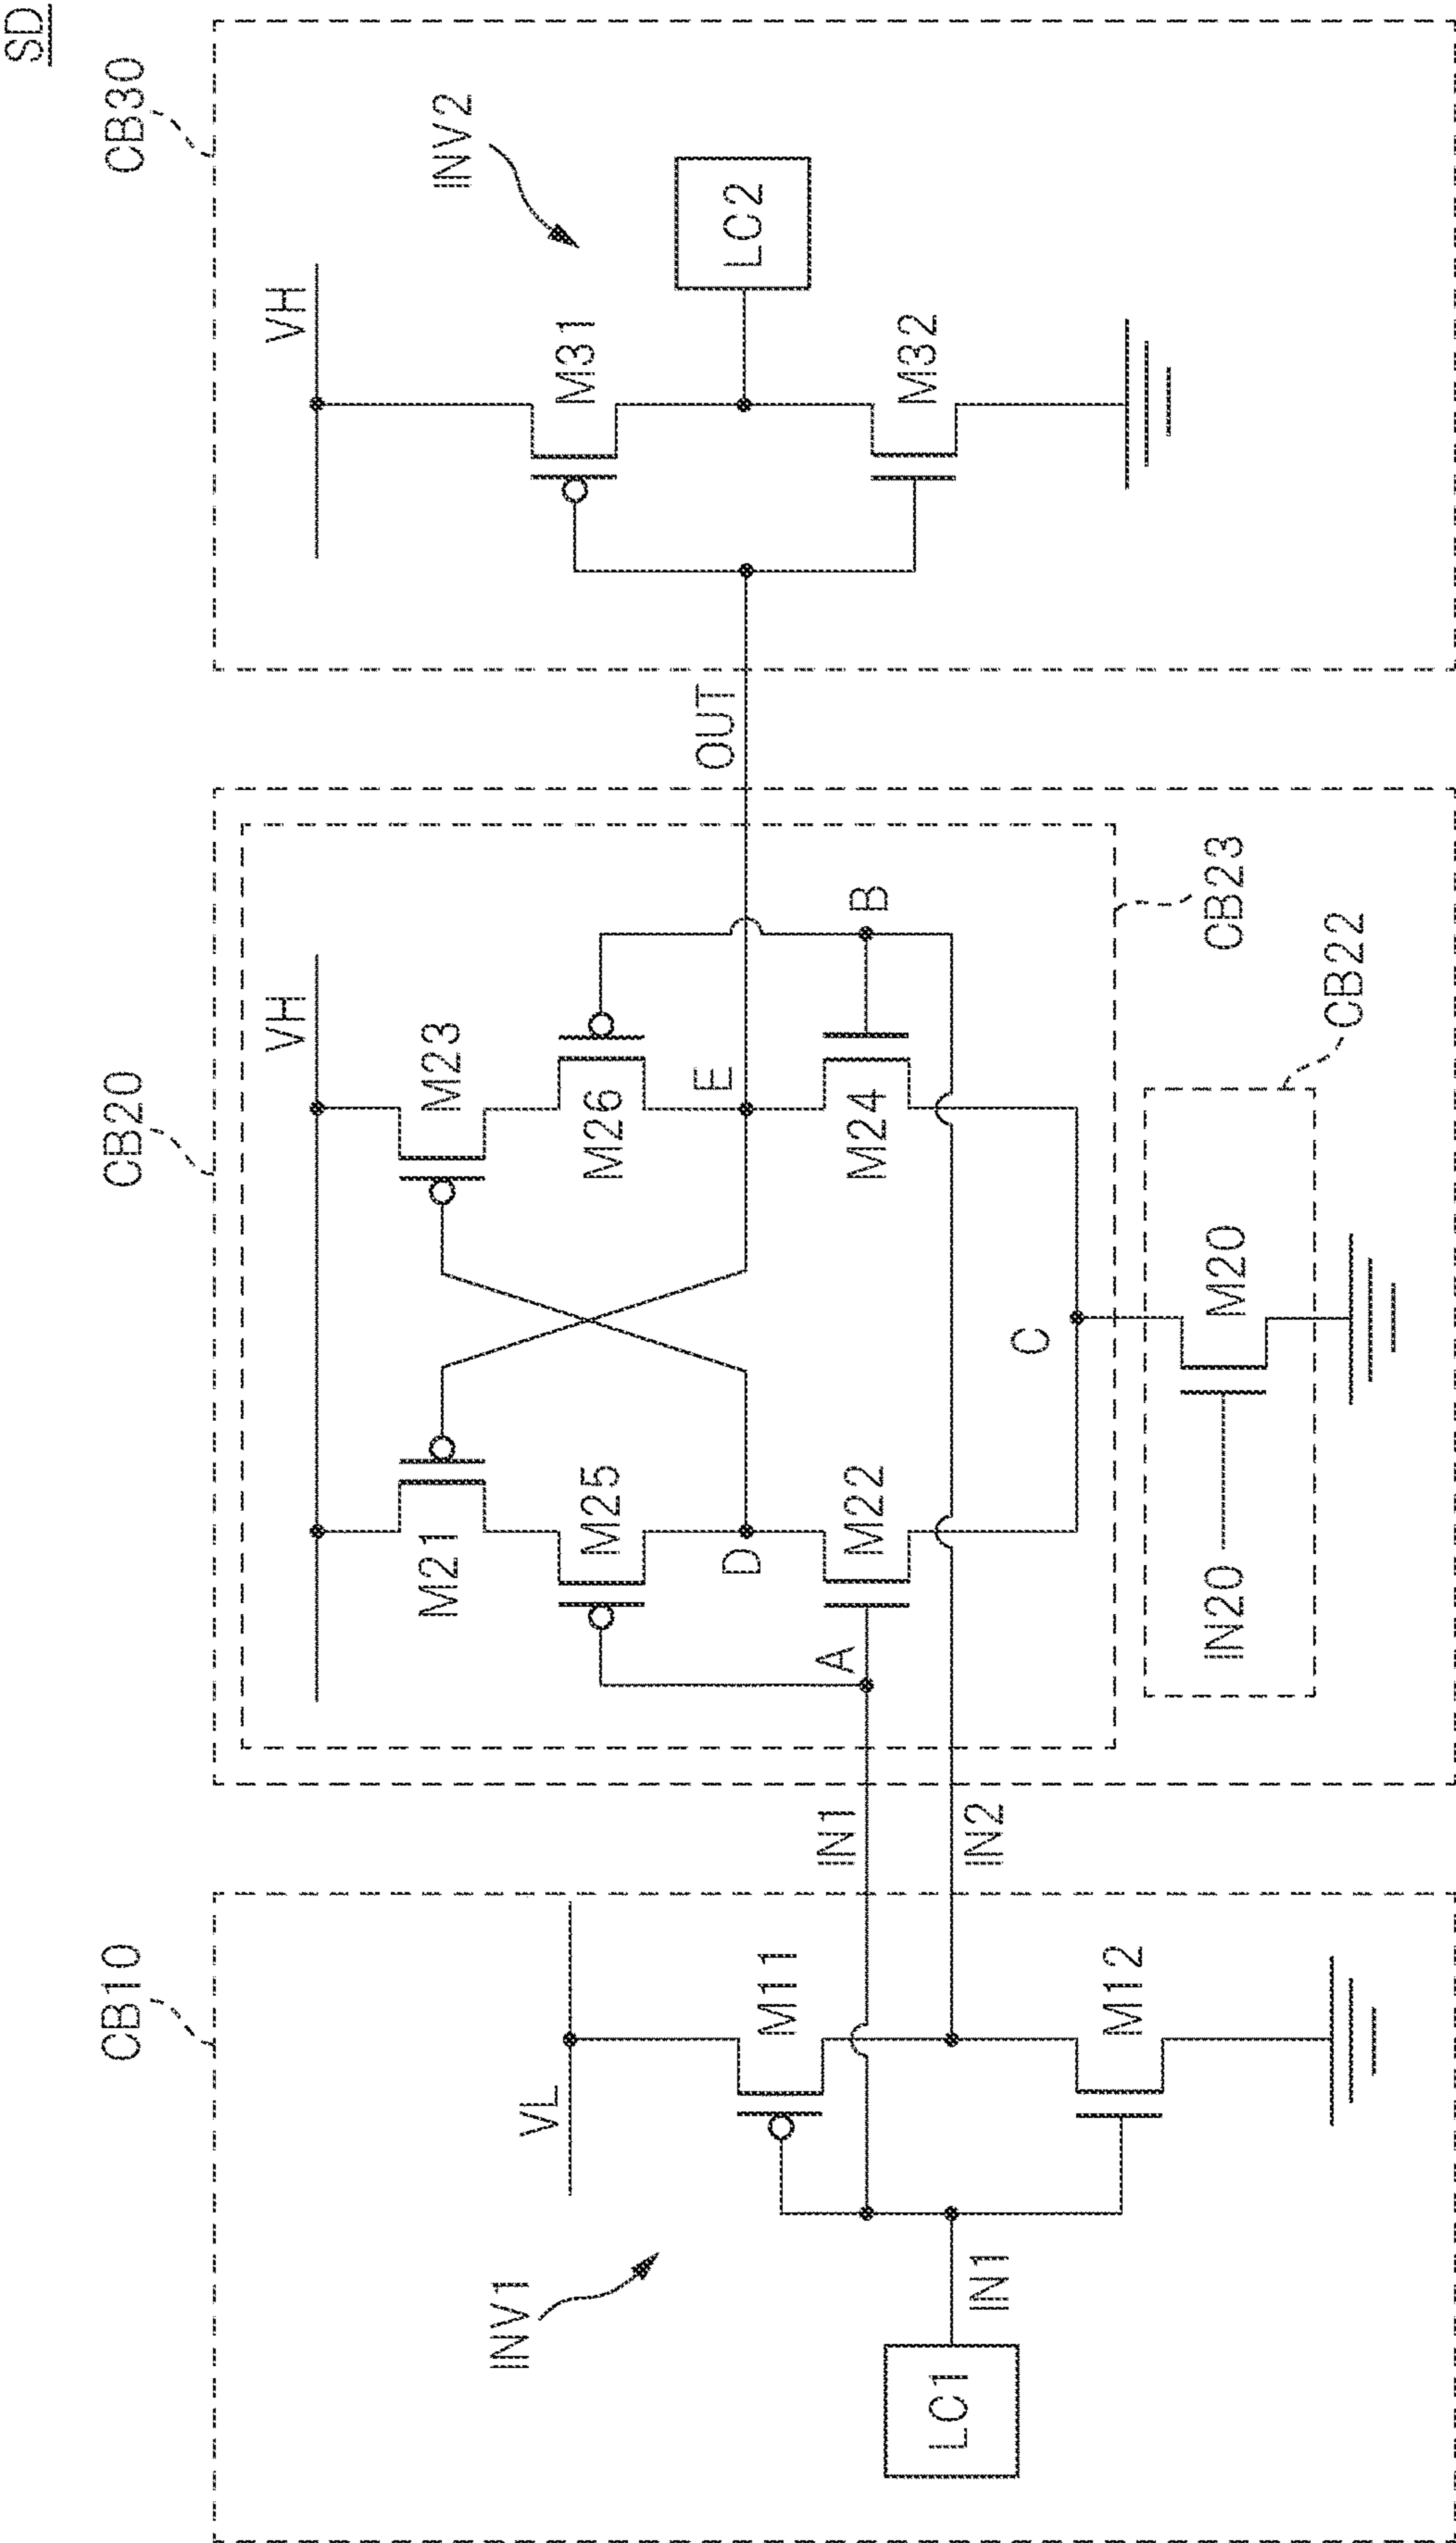 SD
CB10
CB20
CB30
VL
INV1
M11
M12
LC1
IN1
IN1
IN2
VH
M21
M23
M25
M26
D
E
A
B
M22
M24
C
CB23
CB22
IN20
M20
OUT
VH
INV2
M31
M32
LC2